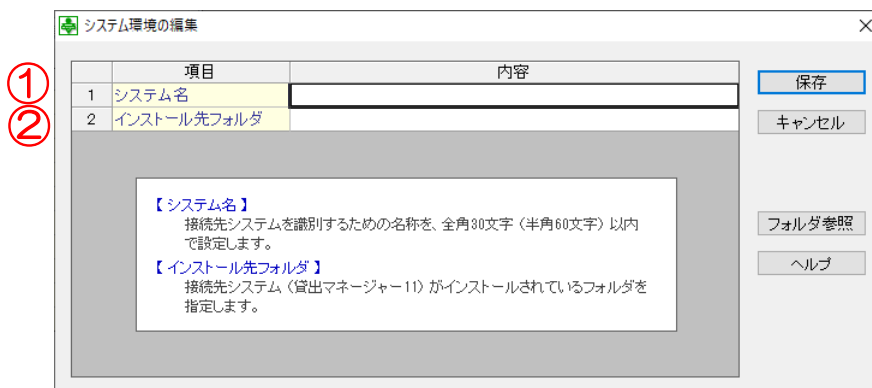 システム環境の編集
項目 内容
① 1 システム名
② 2 インストール先フォルダ
【システム名】
接続先システムを識別するための名称を、全角30文字（半角60文字）以内
で設定します。
【インストール先フォルダ】
接続先システム（貸出マネージャー11）がインストールされているフォルダを
指定します。
保存
キャンセル
フォルダ参照
ヘルプ